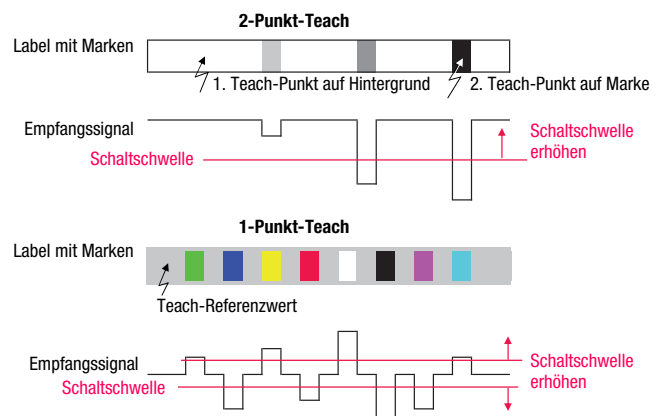 2-Punkt-Teach
Label mit Marken
1. Teach-Punkt auf Hintergrund
2. Teach-Punkt auf Marke
Empfangssignal
Schaltschwelle
Schaltschwelle
erhöhen
1-Punkt-Teach
Label mit Marken
Teach-Referenzwert
Empfangssignal
Schaltschwelle
Schaltschwelle
erhöhen